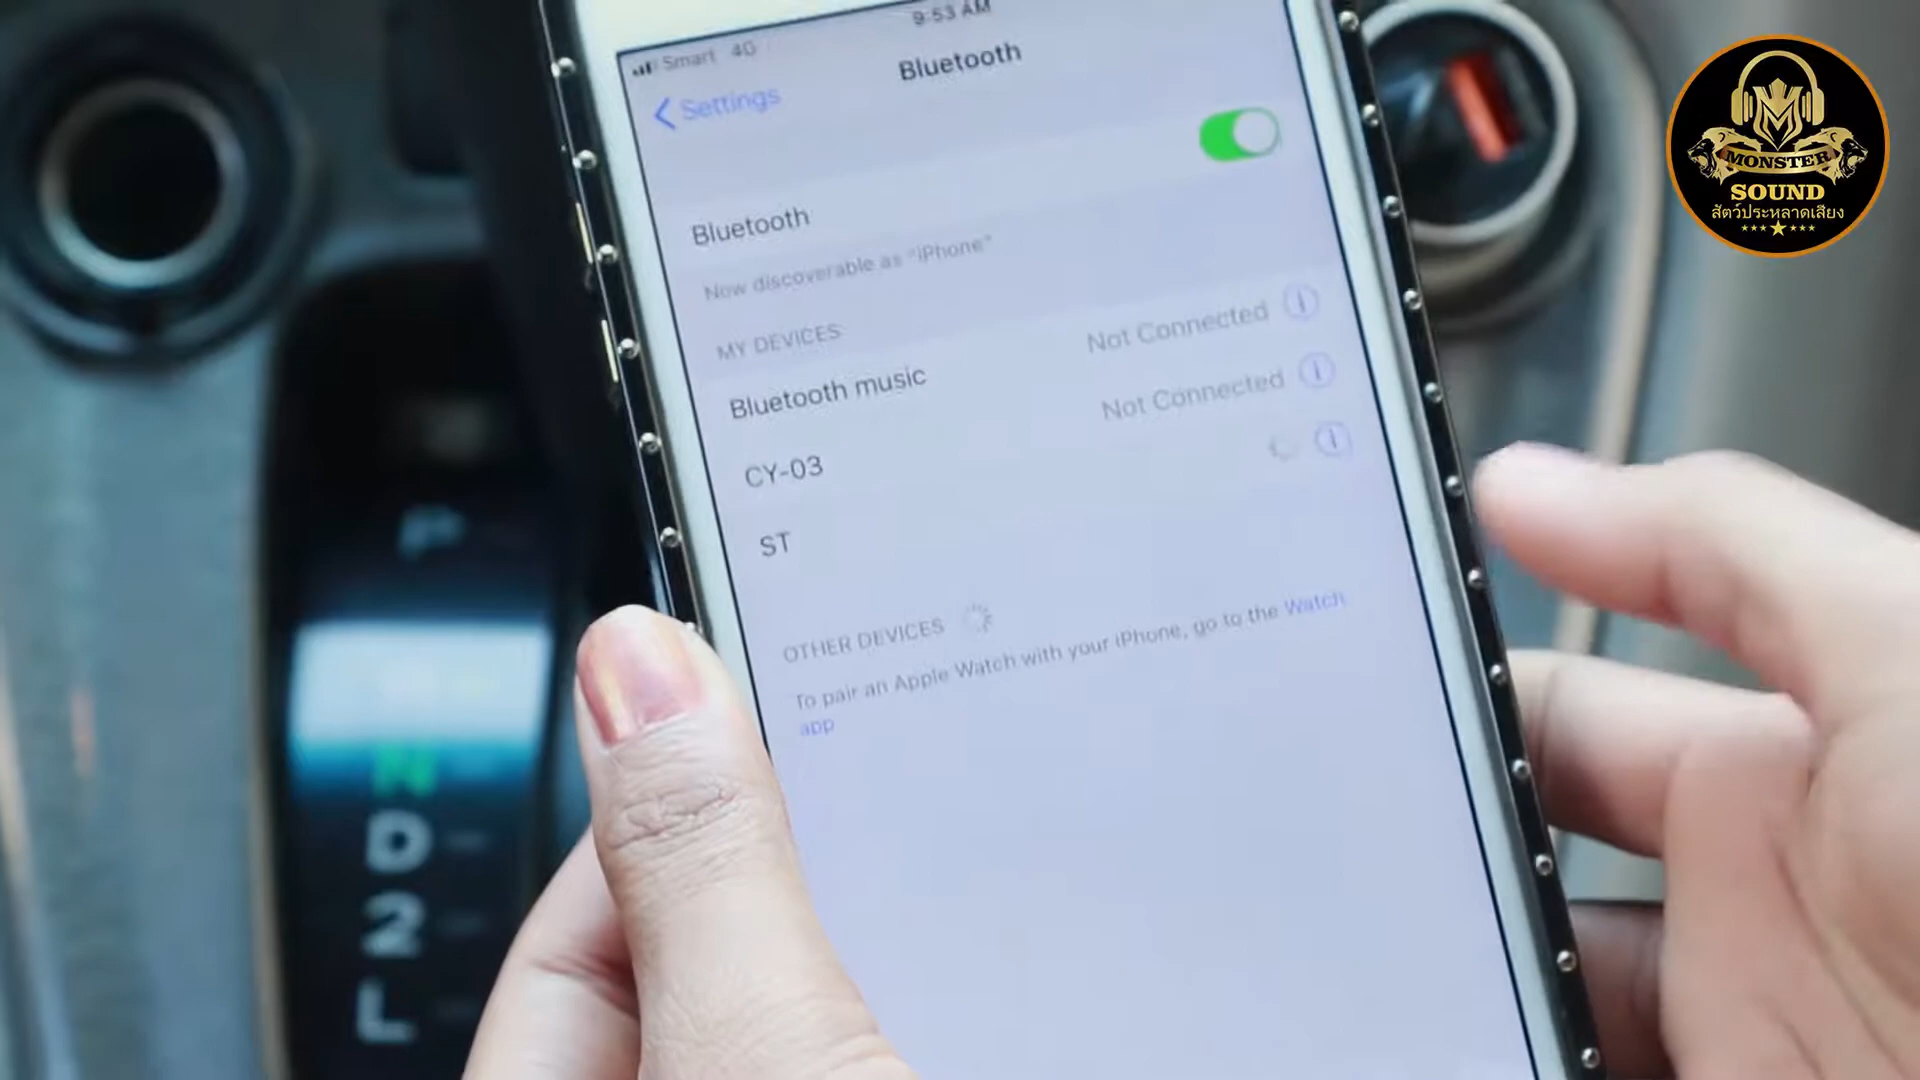 9:53 AM
Smart 4G
Settings
Bluetooth
Bluetooth
Now discoverable as "iPhone"
MY DEVICES
Bluetooth music Not Connected
CY-03 Not Connected
ST
OTHER DEVICES
To pair an Apple Watch with your iPhone, go to the Watch
app
P
N
D
2
L
MONSTER
SOUND
สัตว์ประหลาดเสียง